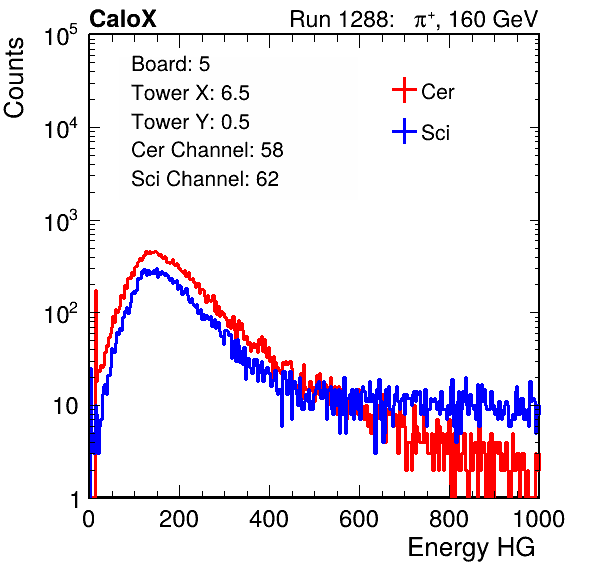 CaloX Run 1288: π⁺, 160 GeV
Counts
10⁵
10⁴
10³
10²
10
1
Board: 5
Tower X: 6.5
Tower Y: 0.5
Cer Channel: 58
Sci Channel: 62
Cer
Sci
0 200 400 600 800 1000
Energy HG